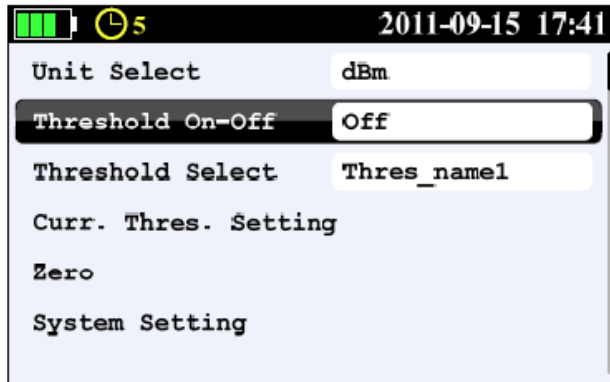 5 2011-09-15 17:41
Unit Select dBm
Threshold On-Off Off
Threshold Select Thres_name1
Curr. Thres. Setting
Zero
System Setting